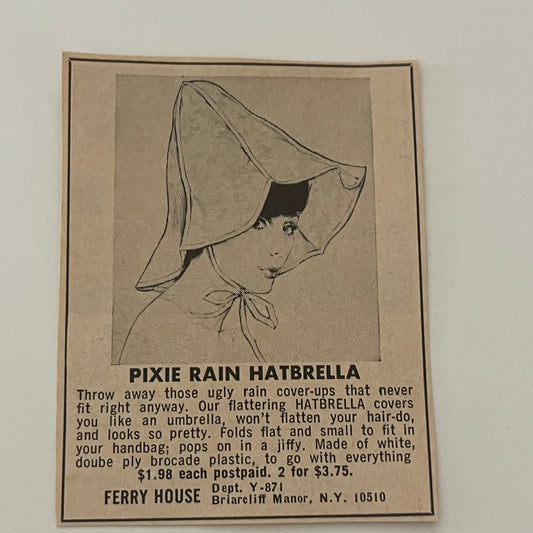 PIXIE RAIN HATBRELLA
Throw away those ugly rain cover-ups that never
fit right anyway. Our flattering HATBRELLA covers
you like an umbrella, won't flatten your hair-do,
and looks so pretty. Folds flat and small to fit in
your handbag; pops on in a jiffy. Made of white,
doube ply brocade plastic, to go with everything
$1.98 each postpaid. 2 for $3.75.
FERRY HOUSE Dept. Y-871
Briarcliff Manor, N.Y. 10510